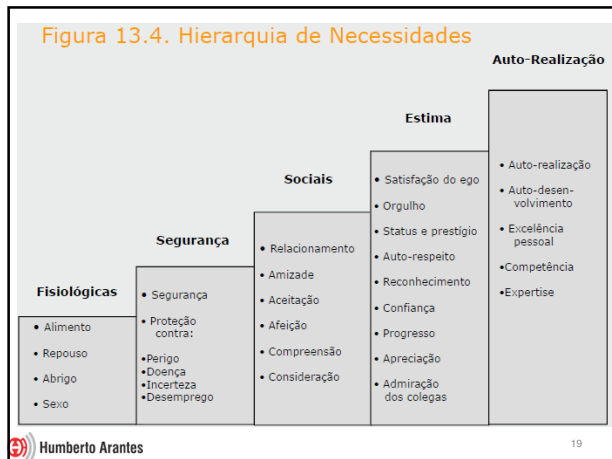 Figura 13.4. Hierarquia de Necessidades
Fisiológicas
• Alimento
• Repouso
• Abrigo
• Sexo
Segurança
• Segurança
• Proteção
contra:
•Perigo
•Doença
•Incerteza
•Desemprego
Sociais
• Relacionamento
• Amizade
• Aceitação
• Afeição
• Compreensão
• Consideração
Estima
• Satisfação do ego
• Orgulho
• Status e prestígio
• Auto-respeito
• Reconhecimento
• Confiança
• Progresso
• Apreciação
• Admiração
dos colegas
Auto-Realização
• Auto-realização
• Auto-desen-
volvimento
• Excelência
pessoal
•Competência
•Expertise
Humberto Arantes
19